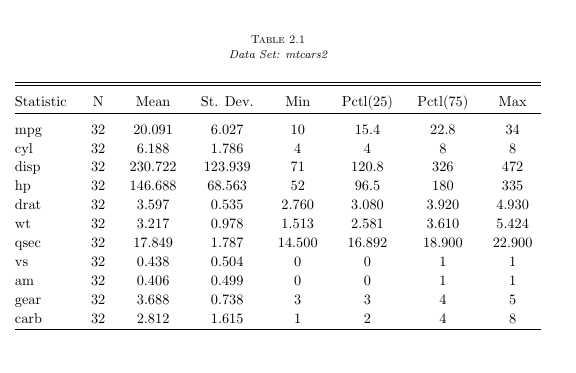 Table 2.1
Data Set: mtcars2
Statistic N Mean St. Dev. Min Pctl(25) Pctl(75) Max
mpg 32 20.091 6.027 10 15.4 22.8 34
cyl 32 6.188 1.786 4 4 8 8
disp 32 230.722 123.939 71 120.8 326 472
hp 32 146.688 68.563 52 96.5 180 335
drat 32 3.597 0.535 2.760 3.080 3.920 4.930
wt 32 3.217 0.978 1.513 2.581 3.610 5.424
qsec 32 17.849 1.787 14.500 16.892 18.900 22.900
vs 32 0.438 0.504 0 0 1 1
am 32 0.406 0.499 0 0 1 1
gear 32 3.688 0.738 3 3 4 5
carb 32 2.812 1.615 1 2 4 8